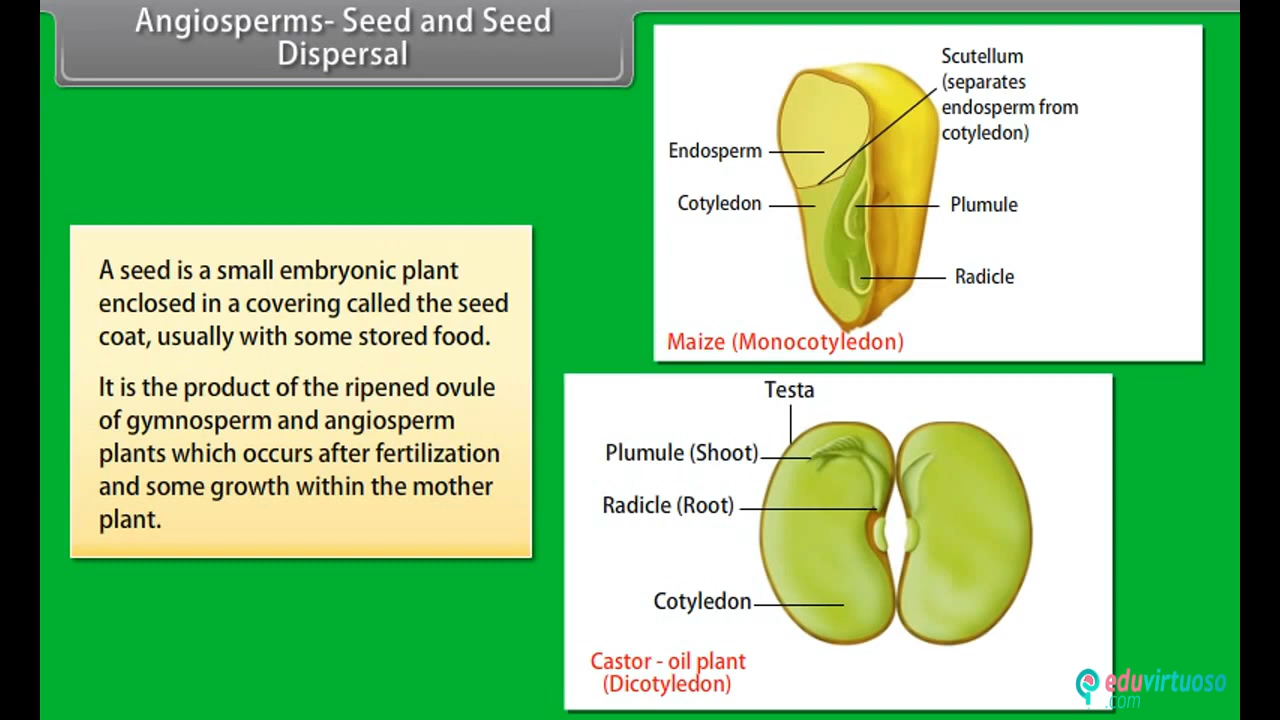 Angiosperms- Seed and Seed
Dispersal
A seed is a small embryonic plant
enclosed in a covering called the seed
coat, usually with some stored food.
It is the product of the ripened ovule
of gymnosperm and angiosperm
plants which occurs after fertilization
and some growth within the mother
plant.
Scutellum
(separates
endosperm from
cotyledon)
Endosperm
Cotyledon
Plumule
Radicle
Maize (Monocotyledon)
Testa
Plumule (Shoot)
Radicle (Root)
Cotyledon
Castor - oil plant
(Dicotyledon)
eduvirtuoso
.com